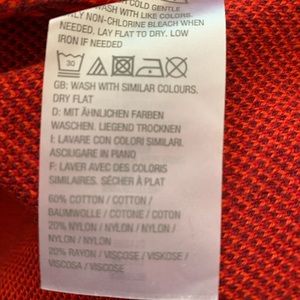 COLD GENTLE
WASH WITH LIKE COLORS.
ONLY NON-CHLORINE BLEACH WHEN
NEEDED. LAY FLAT TO DRY. LOW
IRON IF NEEDED
30
GB: WASH WITH SIMILAR COLOURS.
DRY FLAT
D: MIT ÄHNLICHEN FARBEN
WASCHEN. LIEGEND TROCKNEN
I: LAVARE CON COLORI SIMILARI.
ASCIUGARE IN PIANO
F: LAVER AVEC DES COLORIS
SIMILAIRES. SÉCHER À PLAT
60% COTTON / COTTON /
BAUMWOLLE / COTONE / COTON
20% NYLON / NYLON / NYLON /
NYLON / NYLON
20% RAYON / VISCOSE / VISKOSE /
VISCOSA / VISCOSE